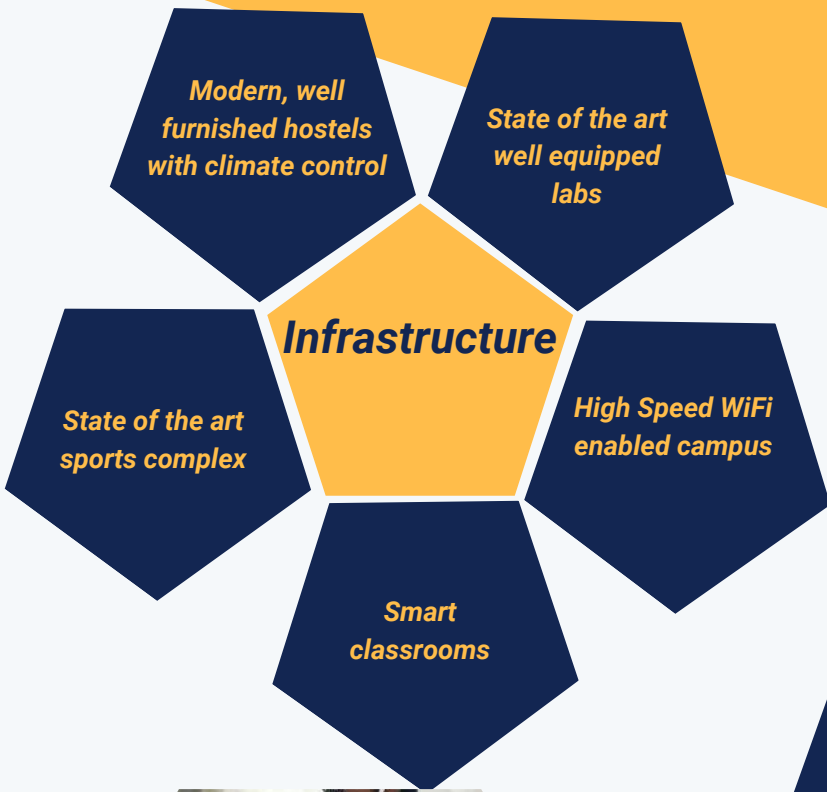 Modern, well
furnished hostels
with climate control
State of the art
well equipped
labs
Infrastructure
State of the art
sports complex
High Speed WiFi
enabled campus
Smart
classrooms